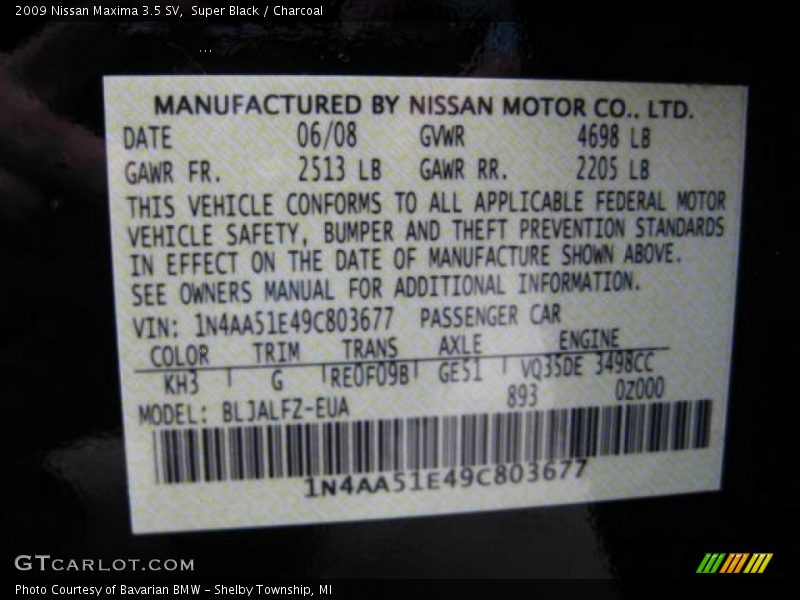 2009 Nissan Maxima 3.5 SV, Super Black / Charcoal
MANUFACTURED BY NISSAN MOTOR CO., LTD.
DATE 06/08 GVWR 4698 LB
GAWR FR. 2513 LB GAWR RR. 2205 LB
THIS VEHICLE CONFORMS TO ALL APPLICABLE FEDERAL MOTOR
VEHICLE SAFETY, BUMPER AND THEFT PREVENTION STANDARDS
IN EFFECT ON THE DATE OF MANUFACTURE SHOWN ABOVE.
SEE OWNERS MANUAL FOR ADDITIONAL INFORMATION.
VIN: 1N4AA51E49C803677 PASSENGER CAR
COLOR TRIM TRANS AXLE ENGINE
KH3 G RE0F09B GE51 VQ35DE 3498CC
893 02000
MODEL: BLJALFZ-EUA
1N4AA51E49C803677
GTCARLOT.COM
Photo Courtesy of Bavarian BMW - Shelby Township, MI